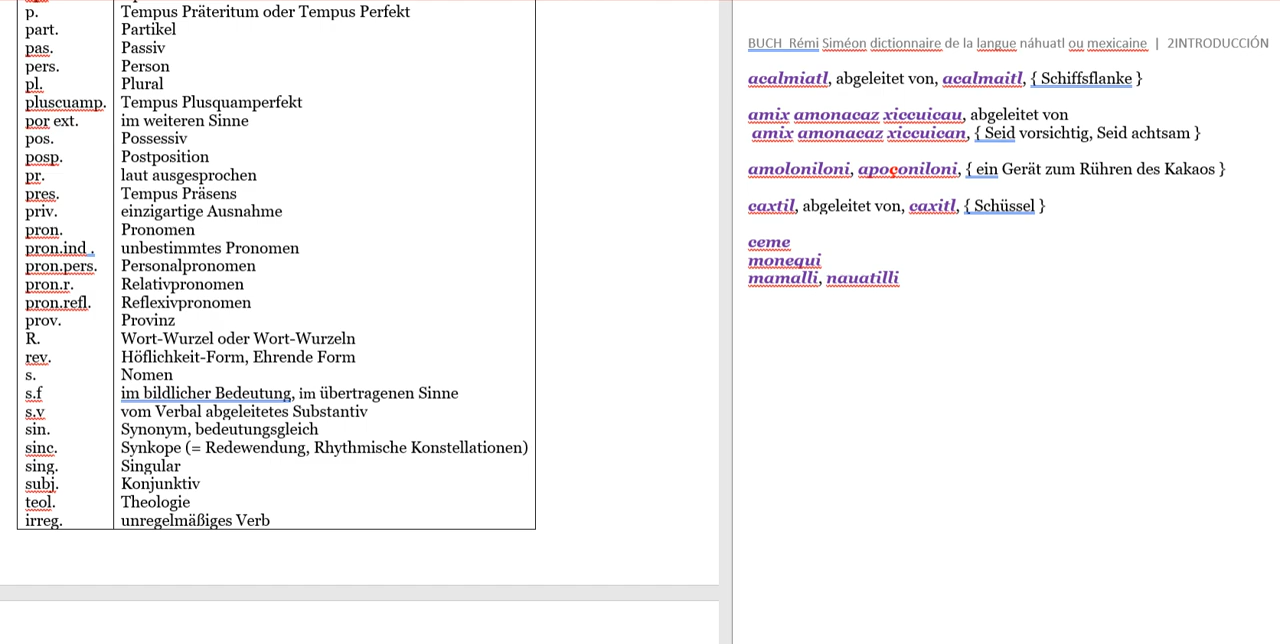 p. Tempus Präteritum oder Tempus Perfekt
part. Partikel
pas. Passiv
pers. Person
pl. Plural
pluscuamp. Tempus Plusquamperfekt
por ext. im weiteren Sinne
pos. Possessiv
posp. Postposition
pr. laut ausgesprochen
pres. Tempus Präsens
priv. einzigartige Ausnahme
pron. Pronomen
pron.ind . unbestimmtes Pronomen
pron.pers. Personalpronomen
pron.r. Relativpronomen
pron.refl. Reflexivpronomen
prov. Provinz
R. Wort-Wurzel oder Wort-Wurzeln
rev. Höflichkeit-Form, Ehrende Form
s. Nomen
s.f im bildlicher Bedeutung, im übertragenen Sinne
s.v vom Verbal abgeleitetes Substantiv
sin. Synonym, bedeutungsgleich
sinc. Synkope (= Redewendung, Rhythmische Konstellationen)
sing. Singular
subj. Konjunktiv
teol. Theologie
irreg. unregelmäßiges Verb
BUCH Rémi Siméon dictionnaire de la langue náhuatl ou mexicaine | 2INTRODUCCIÓN
acalmiatl, abgeleitet von, acalmaitl, { Schiffsflanke }
amix amonacaz xiccuicau, abgeleitet von
amix amonacaz xiccuican, { Seid vorsichtig, Seid achtsam }
amoloniloni, apoçoniloni, { ein Gerät zum Rühren des Kakaos }
caxtil, abgeleitet von, caxitl, { Schüssel }
ceme
monequi
mamalli, nauatilli